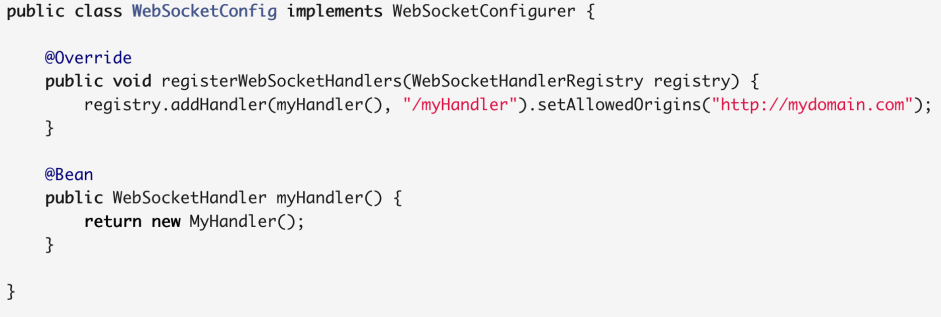 public class WebSocketConfig implements WebSocketConfigurer {
@Override
public void registerWebSocketHandlers(WebSocketHandlerRegistry registry) {
registry.addHandler(myHandler(), "/myHandler").setAllowedOrigins("http://mydomain.com");
}
@Bean
public WebSocketHandler myHandler() {
return new MyHandler();
}
}